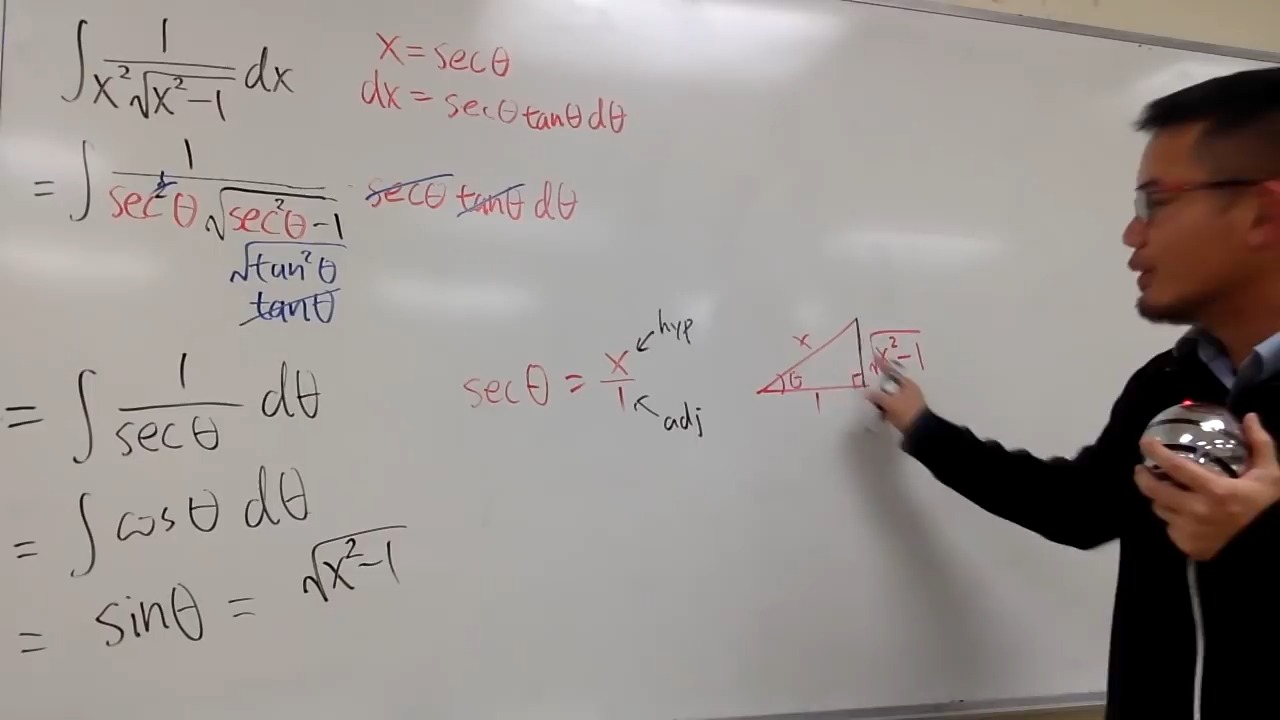 ∫ 1/(x²√(x²-1)) dx
x = secθ
dx = secθ tanθ dθ
= ∫ 1/(sec²θ √(sec²θ-1)) secθ tanθ dθ
√(tan²θ)
tanθ
= ∫ 1/secθ dθ
secθ = x/1
hyp
adj
x
θ
√(x²-1)
1
= ∫ cosθ dθ
= sinθ = √(x²-1)